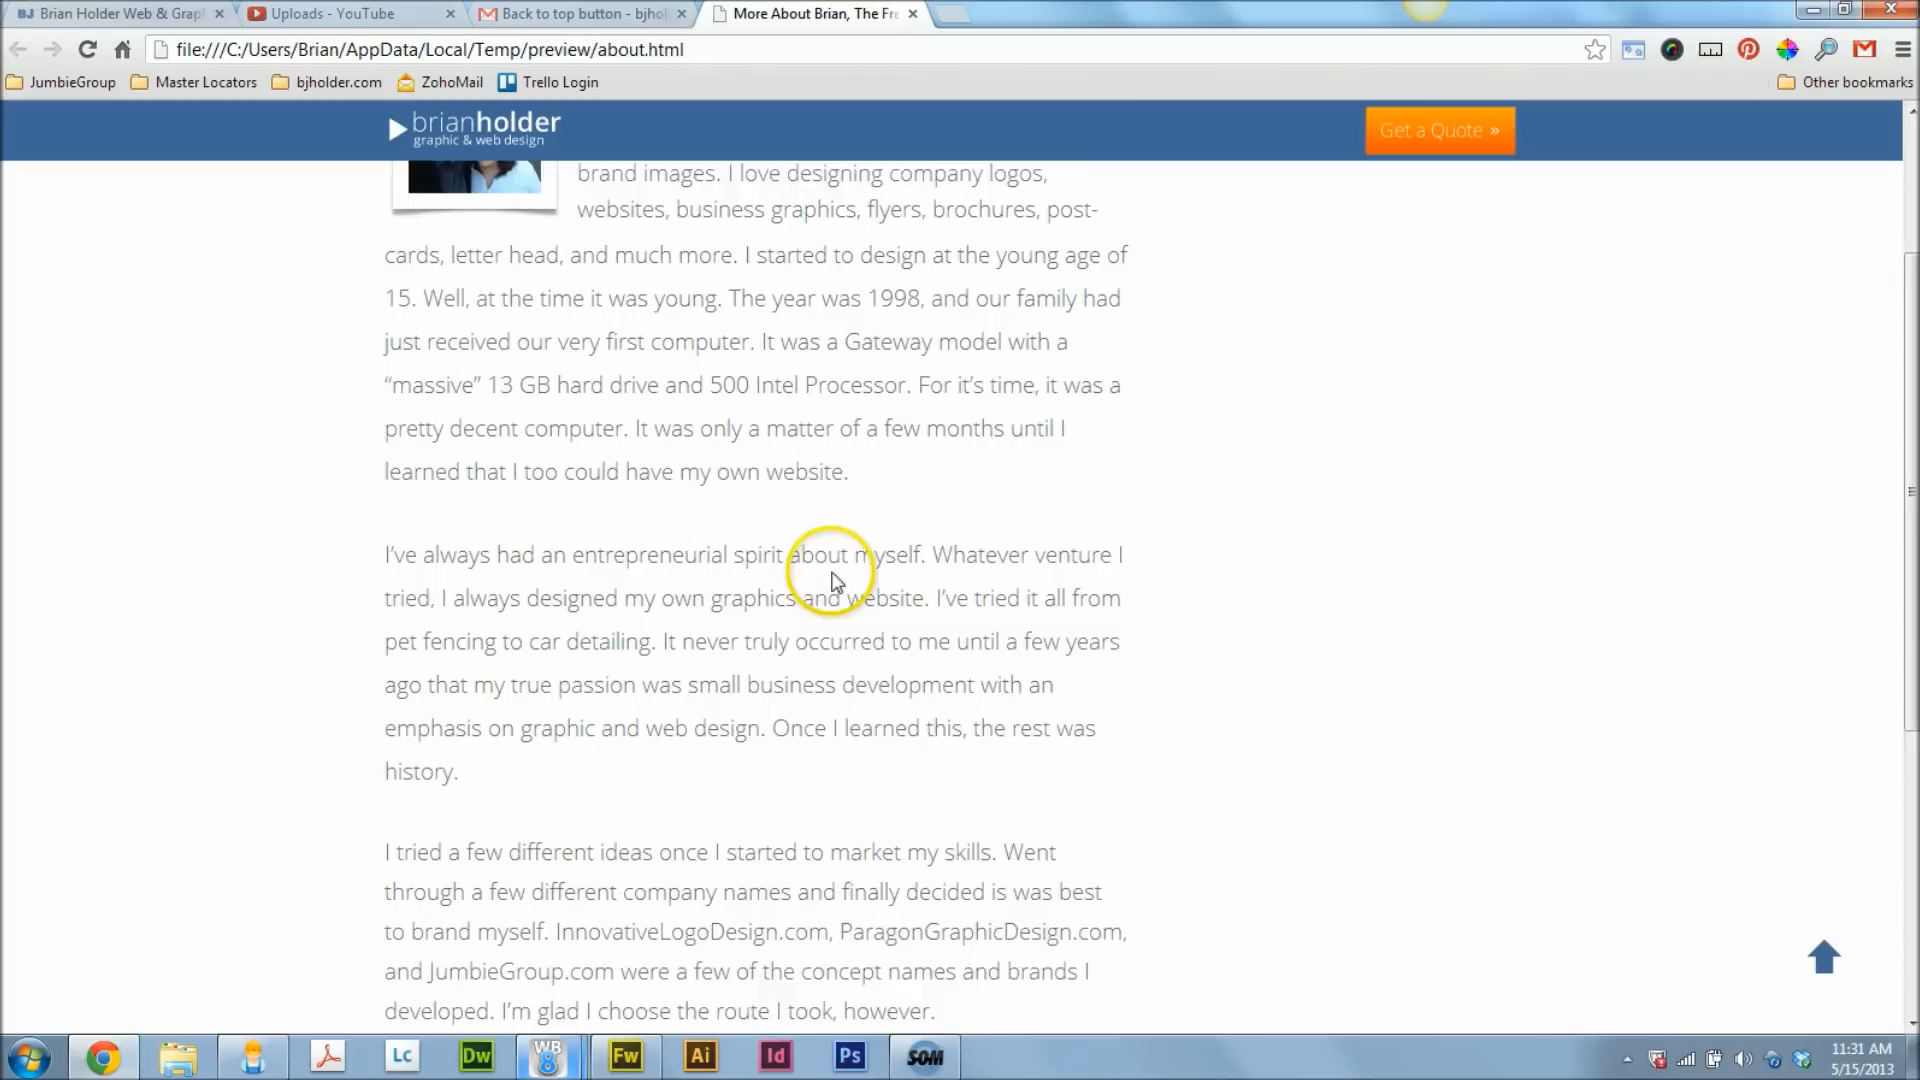 BJ Brian Holder Web & Grap
Uploads - YouTube
Back to top button - bjhol
More About Brian, The Fre
file:///C:/Users/Brian/AppData/Local/Temp/preview/about.html
JumbieGroup
Master Locators
bjholder.com
ZohoMail
Trello Login
Other bookmarks
brianholder
graphic & web design
Get a Quote »
brand images. I love designing company logos,
websites, business graphics, flyers, brochures, post-
cards, letter head, and much more. I started to design at the young age of
15. Well, at the time it was young. The year was 1998, and our family had
just received our very first computer. It was a Gateway model with a
“massive” 13 GB hard drive and 500 Intel Processor. For it’s time, it was a
pretty decent computer. It was only a matter of a few months until I
learned that I too could have my own website.
I’ve always had an entrepreneurial spirit about myself. Whatever venture I
tried, I always designed my own graphics and website. I’ve tried it all from
pet fencing to car detailing. It never truly occurred to me until a few years
ago that my true passion was small business development with an
emphasis on graphic and web design. Once I learned this, the rest was
history.
I tried a few different ideas once I started to market my skills. Went
through a few different company names and finally decided is was best
to brand myself. InnovativeLogoDesign.com, ParagonGraphicDesign.com,
and JumbieGroup.com were a few of the concept names and brands I
developed. I’m glad I choose the route I took, however.
Lc
Dw
WB
8
Fw
Ai
Id
Ps
SOM
11:31 AM
5/15/2013